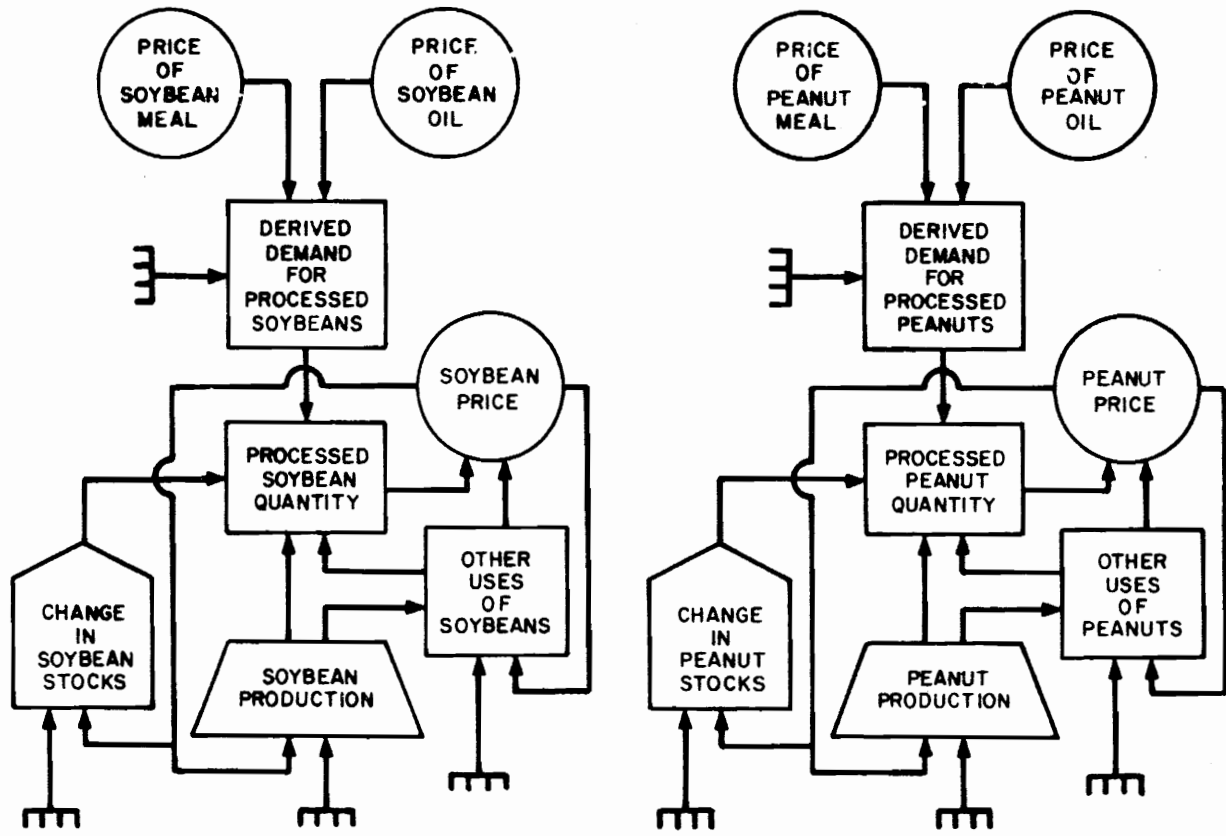 PRICE
OF
SOYBEAN
MEAL
PRICE
OF
SOYBEAN
OIL
DERIVED
DEMAND
FOR
PROCESSED
SOYBEANS
SOYBEAN
PRICE
PROCESSED
SOYBEAN
QUANTITY
OTHER
USES
OF
SOYBEANS
CHANGE
IN
SOYBEAN
STOCKS
SOYBEAN
PRODUCTION
PRICE
OF
PEANUT
MEAL
PRICE
OF
PEANUT
OIL
DERIVED
DEMAND
FOR
PROCESSED
PEANUTS
PEANUT
PRICE
PROCESSED
PEANUT
QUANTITY
OTHER
USES
OF
PEANUTS
CHANGE
IN
PEANUT
STOCKS
PEANUT
PRODUCTION